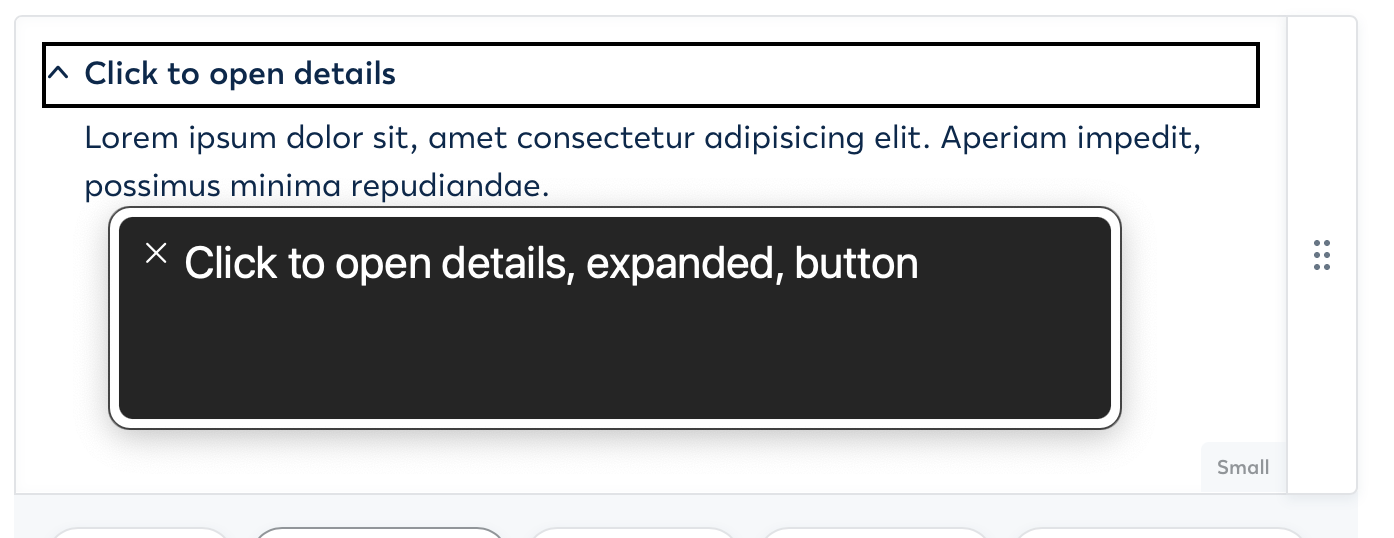 Click to open details
Lorem ipsum dolor sit, amet consectetur adipisicing elit. Aperiam impedit,
possimus minima repudiandae.
Click to open details, expanded, button
Small